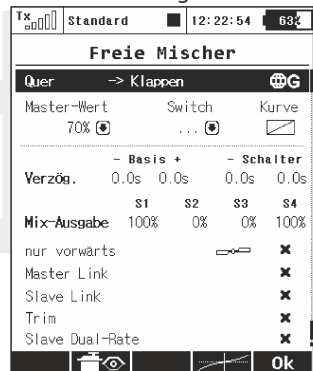 Tx Standard 12:22:54 63%
Freie Mischer
Quer -> Klappen G
Master-Wert Switch Kurve
70% ...
- Basis + - Schalter
Verzög. 0.0s 0.0s 0.0s 0.0s
S1 S2 S3 S4
Mix-Ausgabe 100% 0% 0% 100%
nur vorwärts ✖
Master Link ✖
Slave Link ✖
Trim ✖
Slave Dual-Rate ✖
Ok